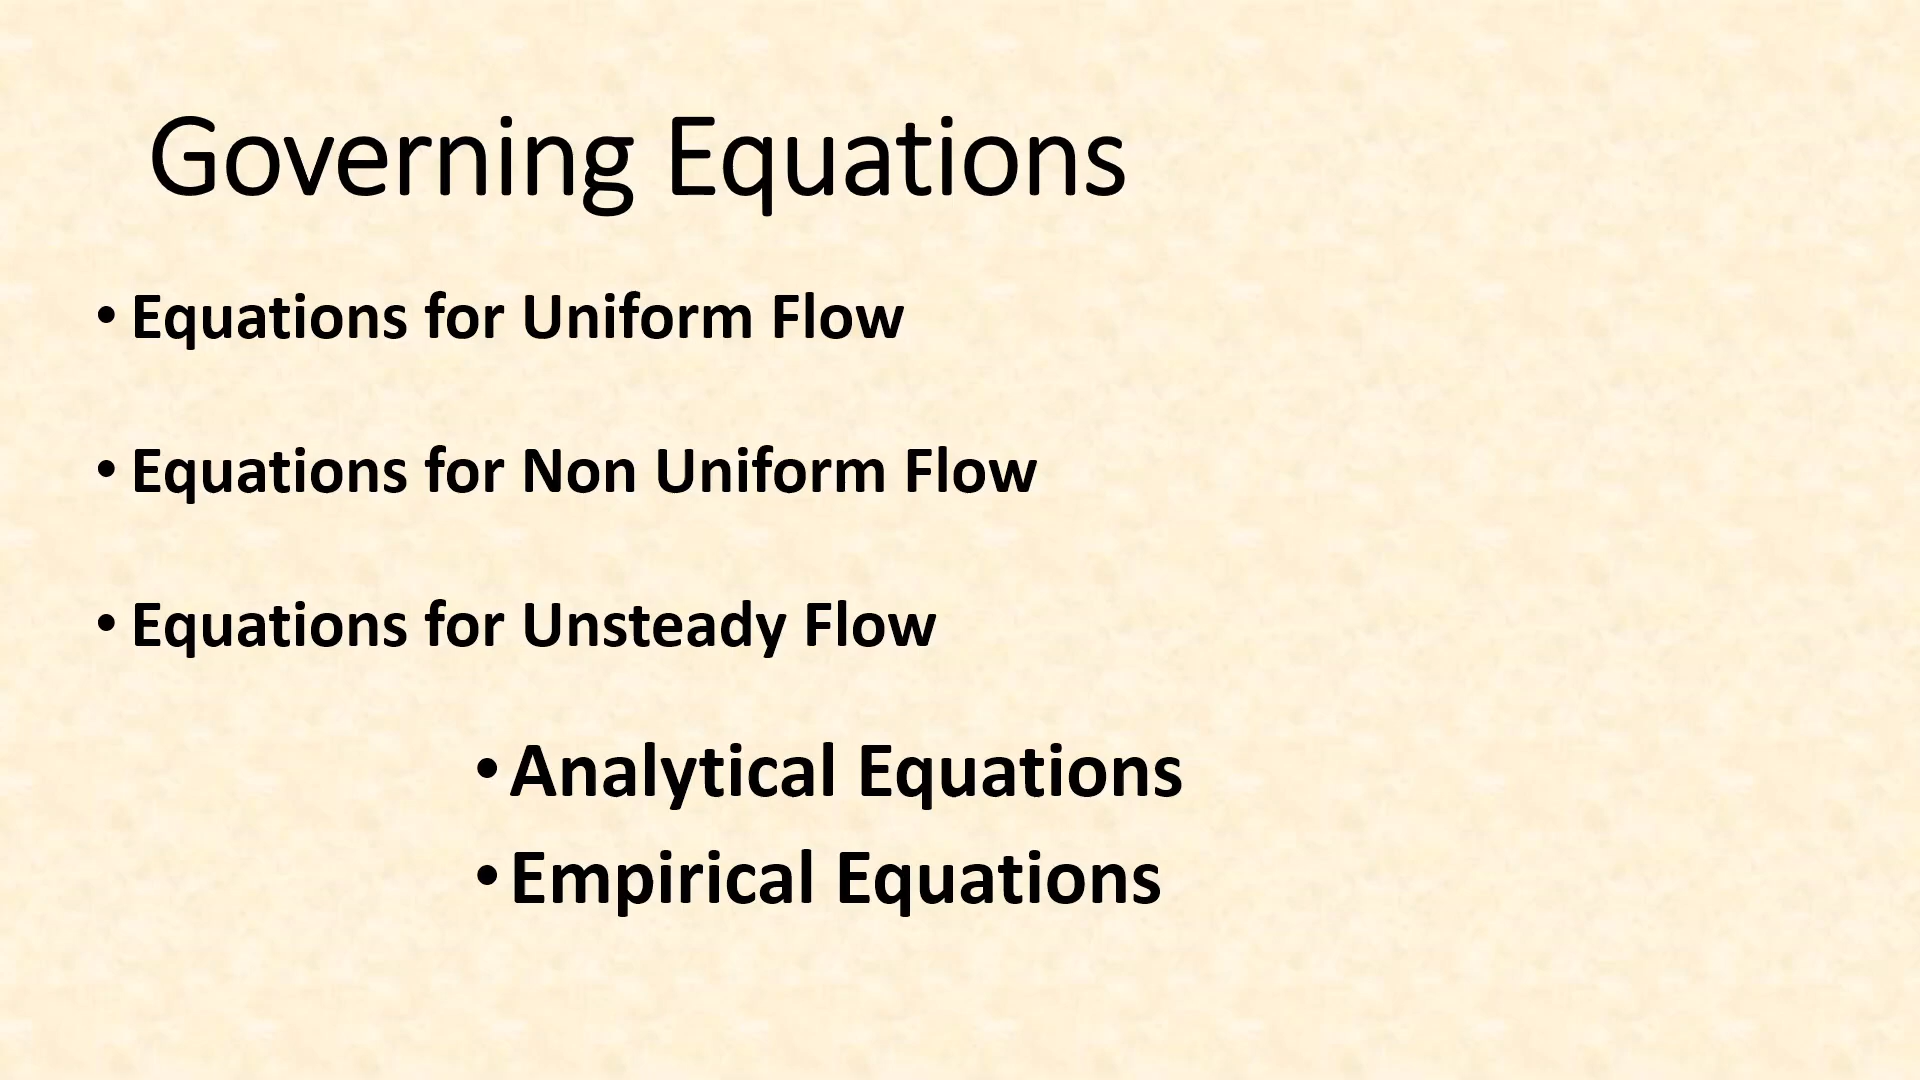 Governing Equations
• Equations for Uniform Flow
• Equations for Non Uniform Flow
• Equations for Unsteady Flow
• Analytical Equations
• Empirical Equations